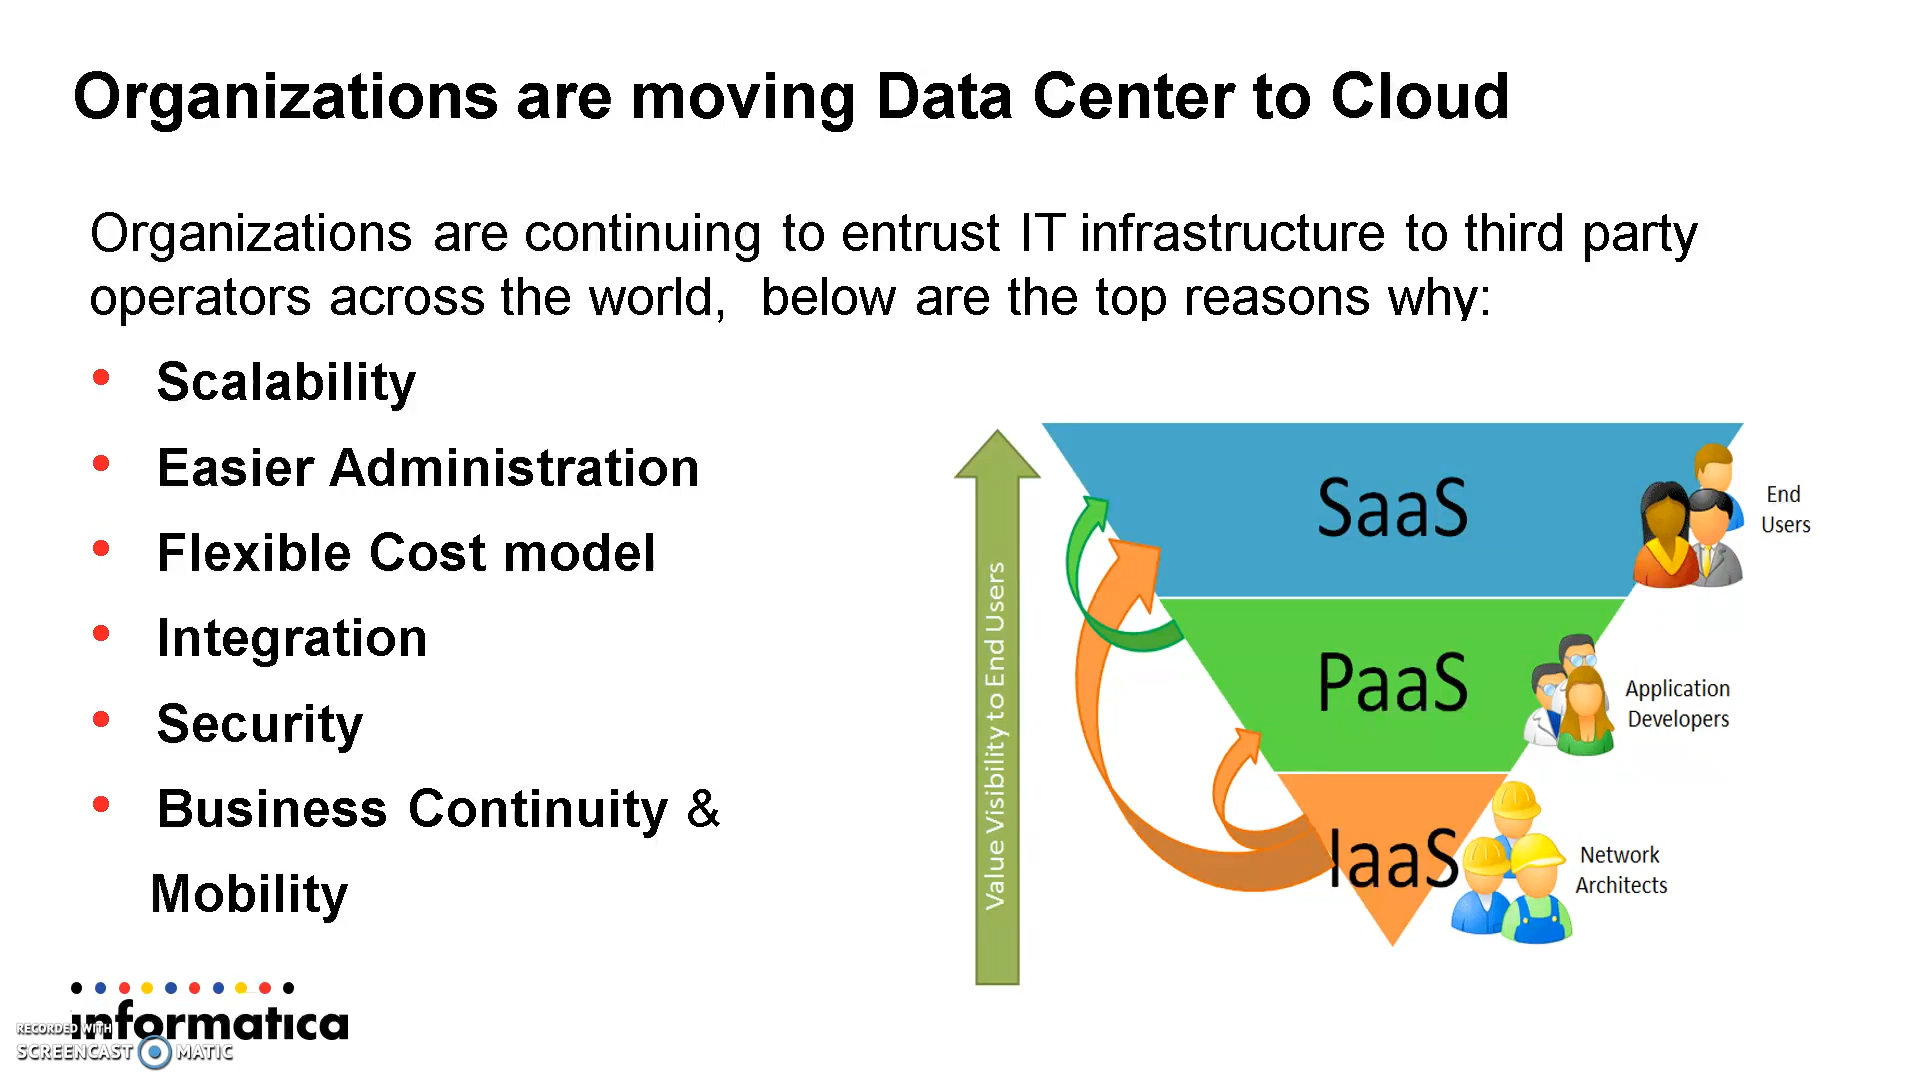 Organizations are moving Data Center to Cloud
Organizations are continuing to entrust IT infrastructure to third party
operators across the world, below are the top reasons why:
• Scalability
• Easier Administration
• Flexible Cost model
• Integration
• Security
• Business Continuity &
Mobility
Value Visibility to End Users
SaaS
End
Users
PaaS
Application
Developers
IaaS
Network
Architects
informatica
RECORDED WITH
SCREENCAST MATIC